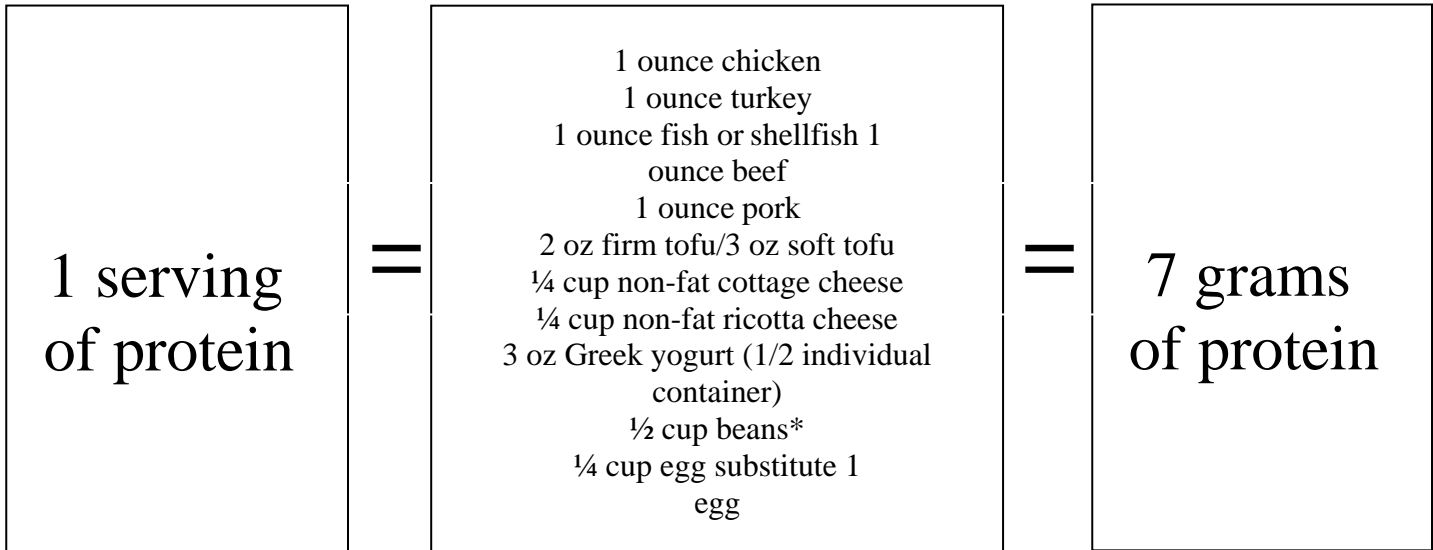 1 serving
of protein
=
1 ounce chicken
1 ounce turkey
1 ounce fish or shellfish 1
ounce beef
1 ounce pork
2 oz firm tofu/3 oz soft tofu
¼ cup non-fat cottage cheese
¼ cup non-fat ricotta cheese
3 oz Greek yogurt (1/2 individual
container)
½ cup beans*
¼ cup egg substitute 1
egg
=
7 grams
of protein